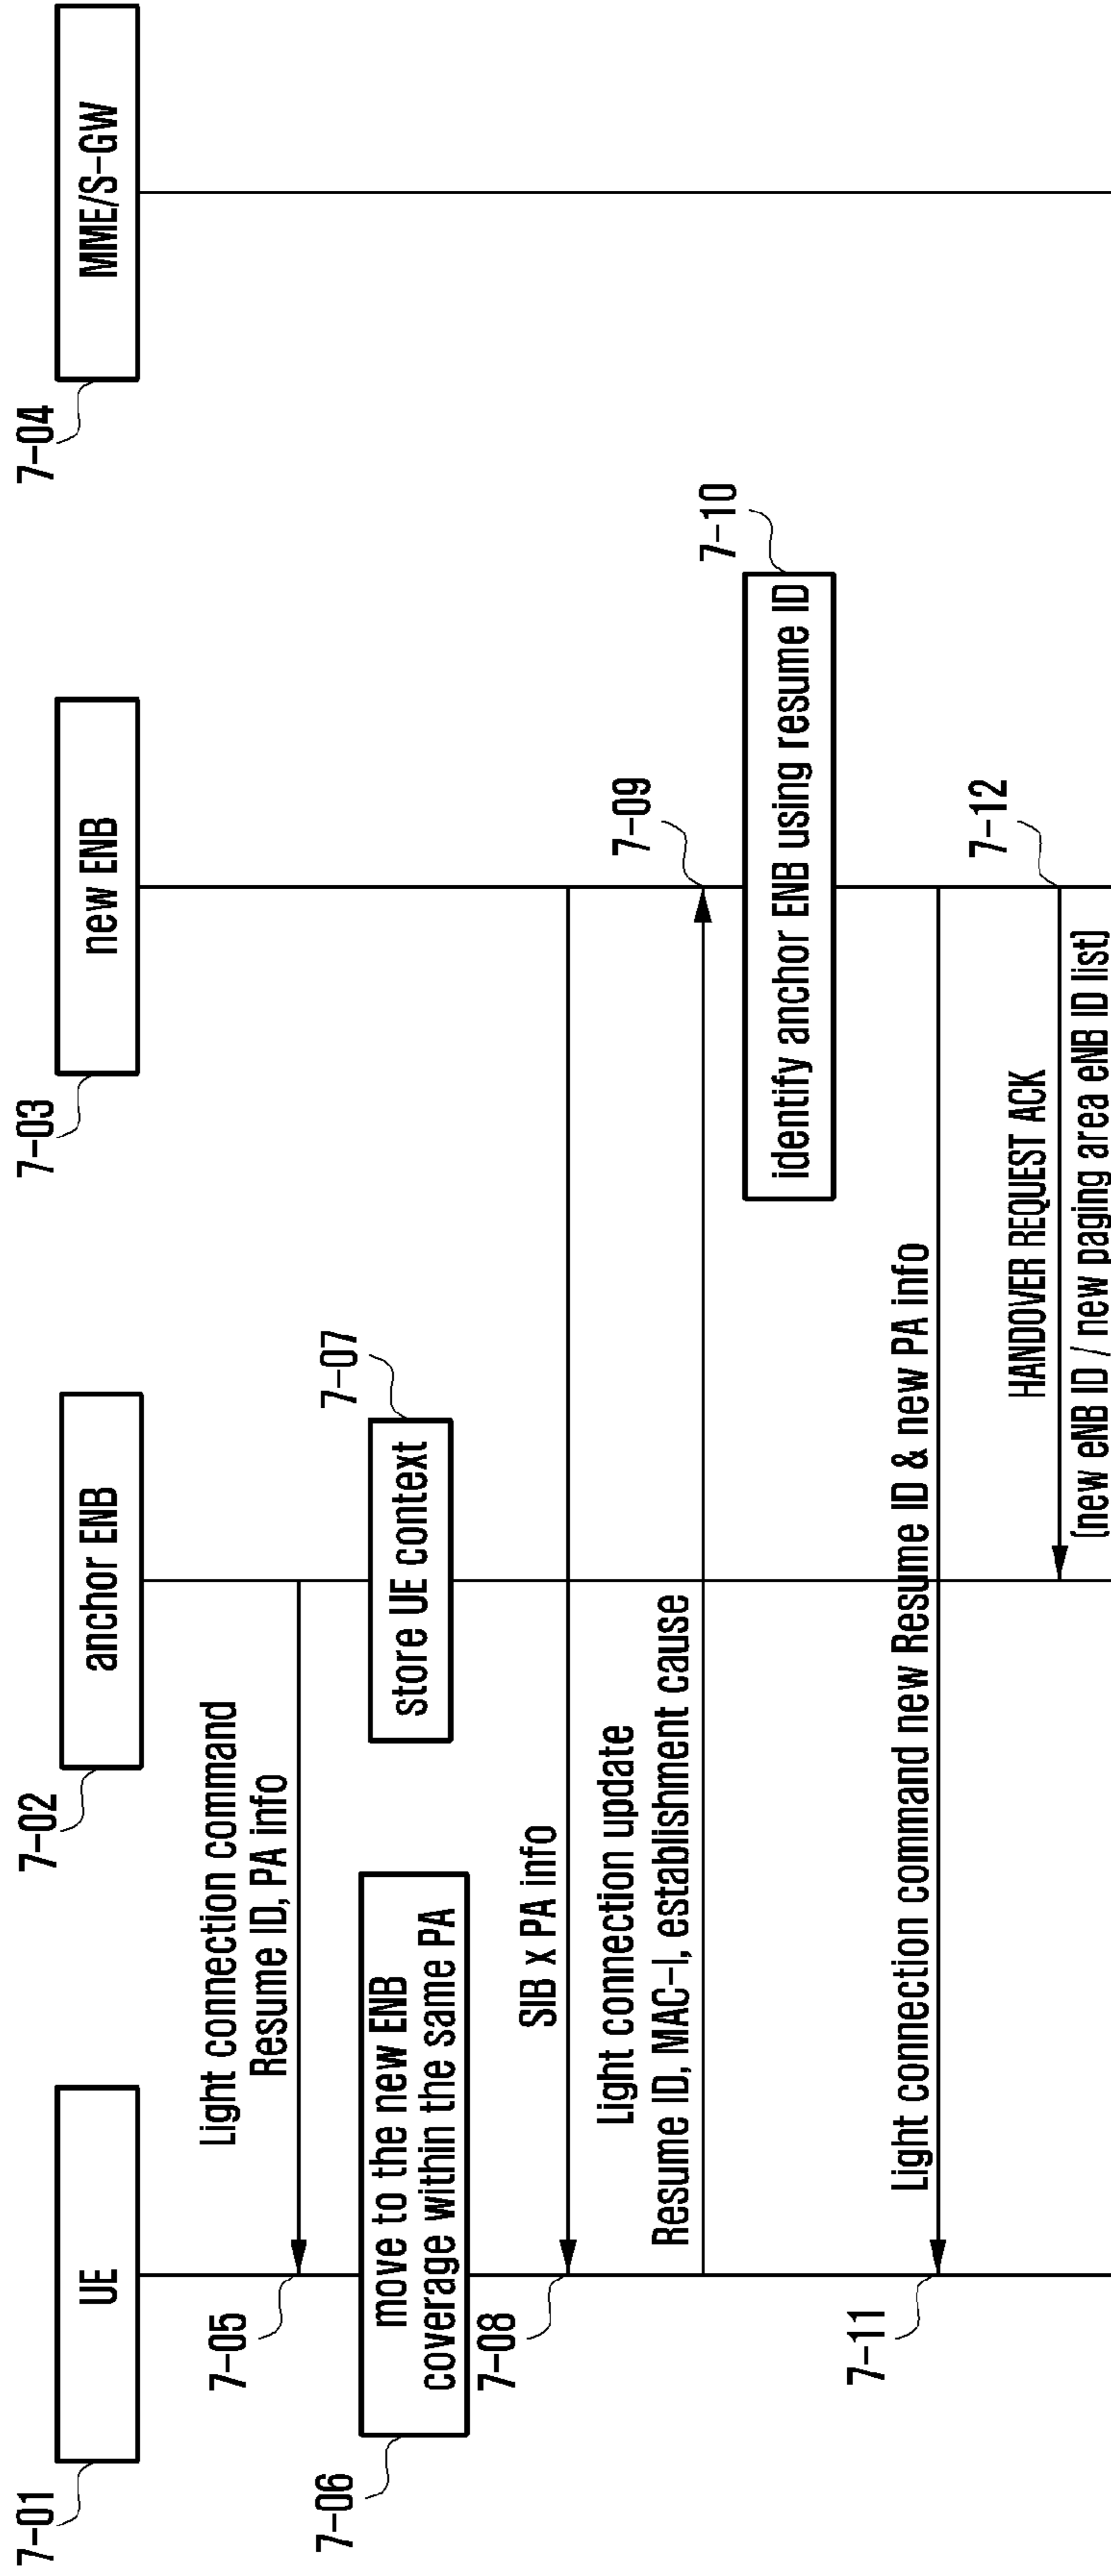 7-01
UE
7-02
anchor ENB
7-03
new ENB
7-04
MME/S-GW
7-05
Light connection command
Resume ID, PA info
7-06
move to the new ENB
coverage within the same PA
7-07
store UE context
7-08
SIB x PA info
Light connection update
Resume ID, MAC-I, establishment cause
7-09
7-10
identify anchor ENB using resume ID
7-11
Light connection command new Resume ID & new PA info
7-12
HANDOVER REQUEST ACK
(new eNB ID / new paging area eNB ID list)